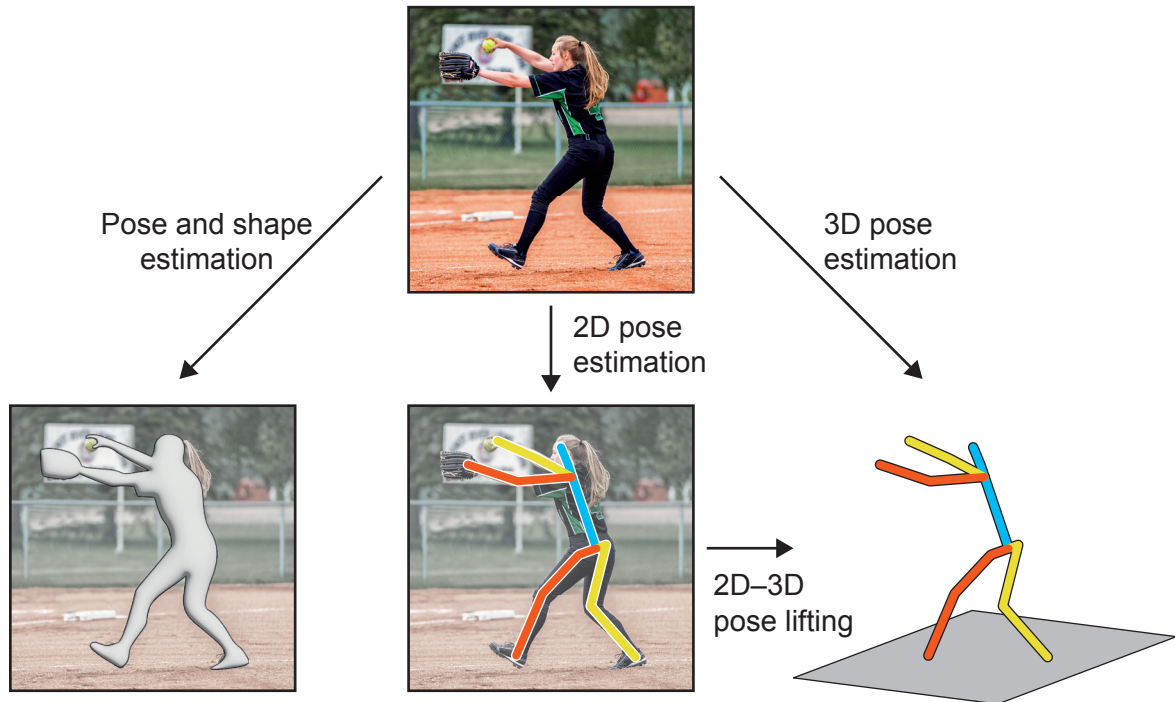 Pose and shape
estimation
3D pose
estimation
2D pose
estimation
2D–3D
pose lifting